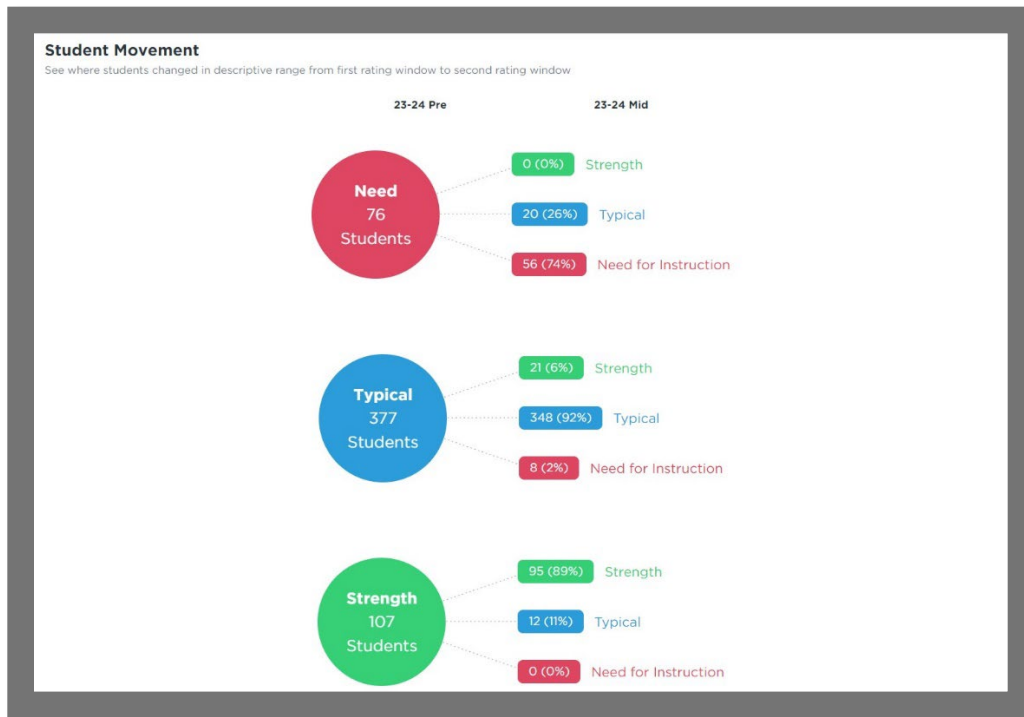 Student Movement
See where students changed in descriptive range from first rating window to second rating window
23-24 Pre
23-24 Mid
Need
76
Students
0 (0%) Strength
20 (26%) Typical
56 (74%) Need for Instruction
Typical
377
Students
21 (6%) Strength
348 (92%) Typical
8 (2%) Need for Instruction
Strength
107
Students
95 (89%) Strength
12 (11%) Typical
0 (0%) Need for Instruction